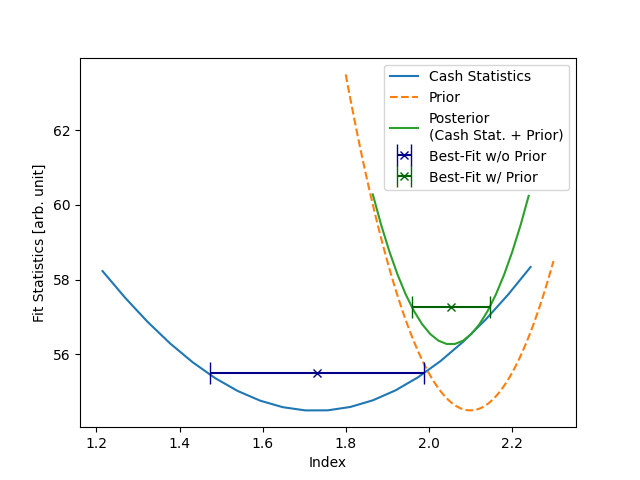 Cash Statistics
Prior
Posterior
(Cash Stat. + Prior)
Best-Fit w/o Prior
Best-Fit w/ Prior
Fit Statistics [arb. unit]
62
60
58
56
1.2
1.4
1.6
1.8
2.0
2.2
Index